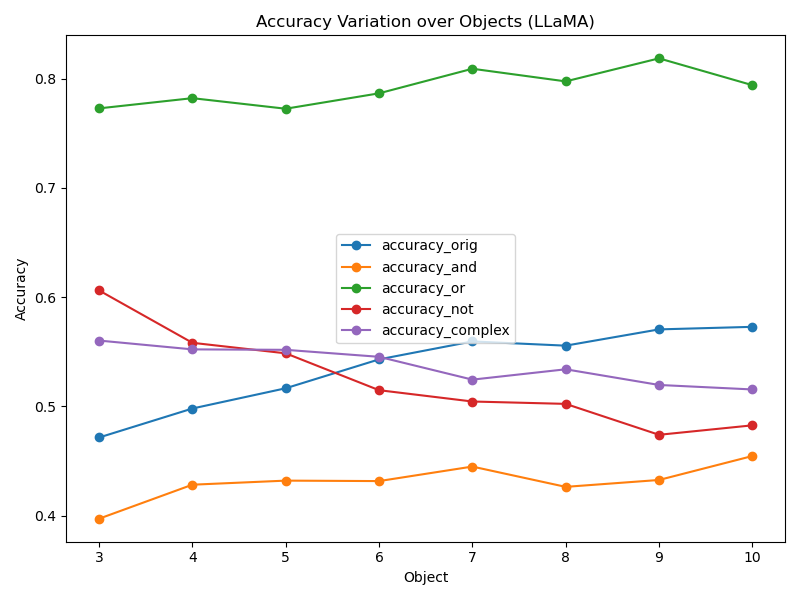 Accuracy Variation over Objects (LLaMA)
0.8
0.7
0.6
0.5
0.4
Accuracy
accuracy_orig
accuracy_and
accuracy_or
accuracy_not
accuracy_complex
3 4 5 6 7 8 9 10
Object